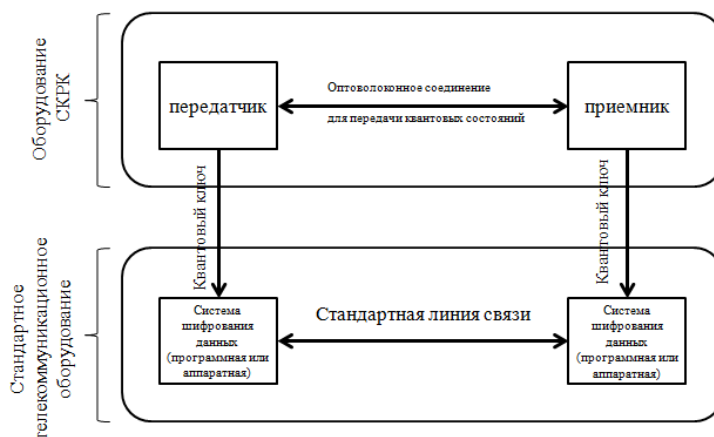 Оборудование
СКРК
передатчик
Оптоволоконное соединение
для передачи квантовых состояний
приемник
Квантовый ключ
Квантовый ключ
Стандартное
телекоммуникационное
оборудование
Система
шифрования
данных
(программная или
аппаратная)
Стандартная линия связи
Система
шифрования
данных
(программная или
аппаратная)